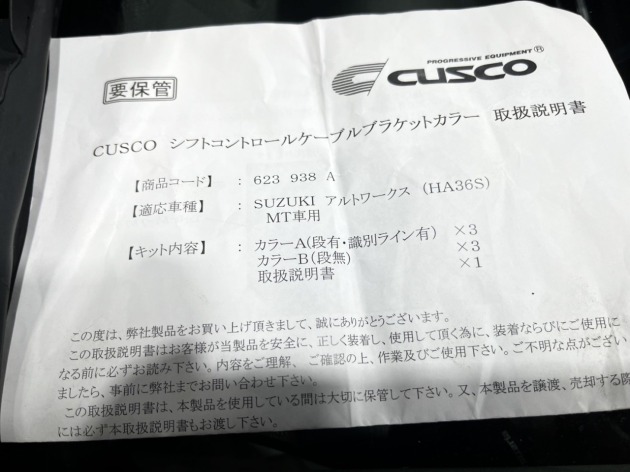 要保管
PROGRESSIVE EQUIPMENT®
CUSCO
CUSCO シフトコントロールケーブルブラケットカラー 取扱説明書
【商品コード】 : 623 938 A
【適応車種】 : SUZUKI アルトワークス (HA36S)
MT車用
【キット内容】 : カラーA(段有・識別ライン有) ×3
カラーB(段無) ×3
取扱説明書 ×1
この度は、弊社製品をお買い上げ頂きまして、誠にありがとうございます。
この取扱説明書はお客様が当製品を安全に、正しく装着し、使用して頂く為に、装着ならびにご使用に
なる前に必ずお読み下さい。内容をご理解、 ご確認の上、作業及びご使用下さい。ご不明な点がござい
ましたら、事前に弊社までお問い合わせ下さい。
この取扱説明書は、本製品を使用している間は大切に保管して下さい。又、本製品を譲渡、売却する際
には必ず本取扱説明書もお渡し下さい。